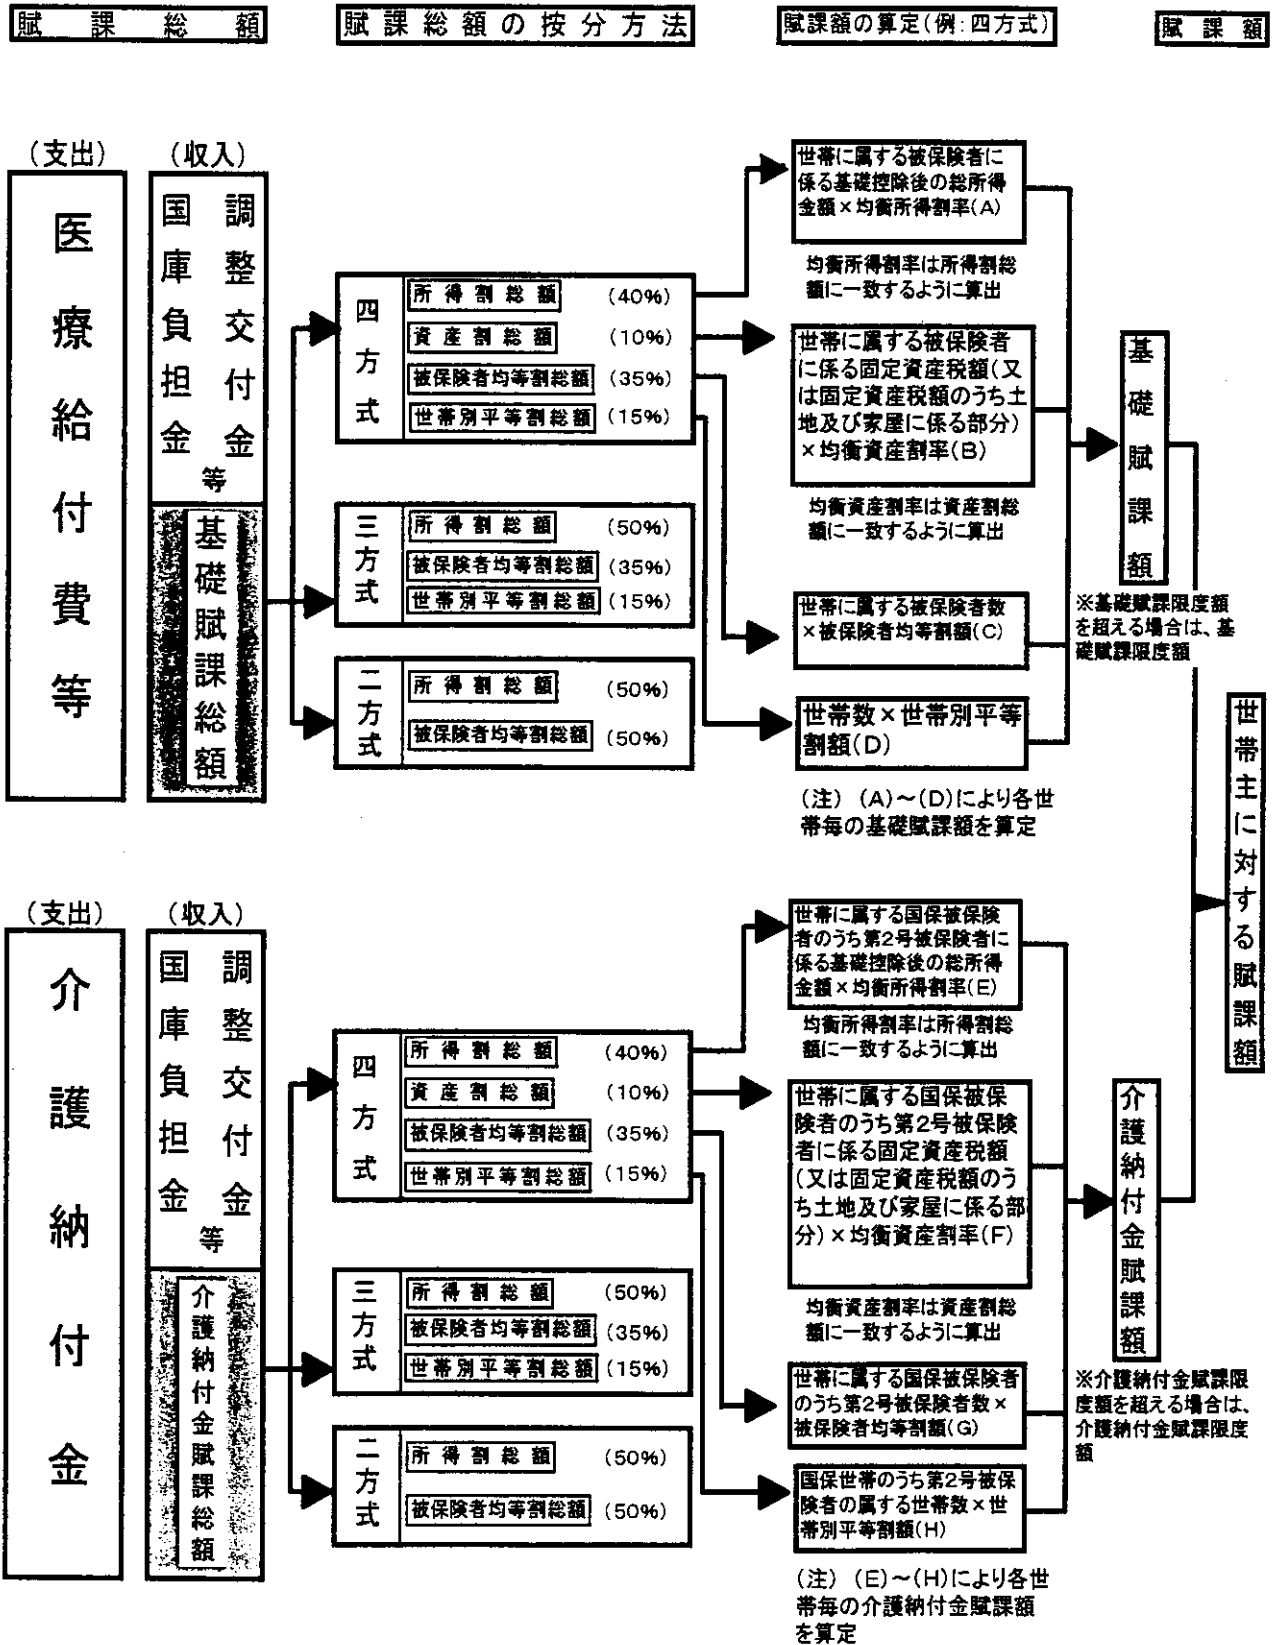 賦課総額
賦課総額の按分方法
賦課額の算定(例:四方式)
賦課額
(支出)
医療給付費等
(収入)
国庫負担金
調整交付金
等
基礎賦課総額
四方式
所得割総額 (40%)
資産割総額 (10%)
被保険者均等割総額 (35%)
世帯別平等割総額 (15%)
三方式
所得割総額 (50%)
被保険者均等割総額 (35%)
世帯別平等割総額 (15%)
二方式
所得割総額 (50%)
被保険者均等割総額 (50%)
世帯に属する被保険者に
係る基礎控除後の総所得
金額×均衡所得割率(A)
均衡所得割率は所得割総
額に一致するように算出
世帯に属する被保険者
に係る固定資産税額(又
は固定資産税額のうち土
地及び家屋に係る部分)
×均衡資産割率(B)
均衡資産割率は資産割総
額に一致するように算出
世帯に属する被保険者数
×被保険者均等割額(C)
世帯数×世帯別平等
割額(D)
(注) (A)～(D)により各世
帯毎の基礎賦課額を算定
基礎賦課額
※基礎賦課限度額
を超える場合は、基
礎賦課限度額
世帯主に対する賦課額
(支出)
介護納付金
(収入)
国庫負担金
調整交付金
等
介護納付金賦課総額
四方式
所得割総額 (40%)
資産割総額 (10%)
被保険者均等割総額 (35%)
世帯別平等割総額 (15%)
三方式
所得割総額 (50%)
被保険者均等割総額 (35%)
世帯別平等割総額 (15%)
二方式
所得割総額 (50%)
被保険者均等割総額 (50%)
世帯に属する国保被保険
者のうち第2号被保険者に
係る基礎控除後の総所得
金額×均衡所得割率(E)
均衡所得割率は所得割総
額に一致するように算出
世帯に属する国保被保
険者のうち第2号被保険
者に係る固定資産税額
(又は固定資産税額のう
ち土地及び家屋に係る部
分)×均衡資産割率(F)
均衡資産割率は資産割総
額に一致するように算出
世帯に属する国保被保険者
のうち第2号被保険者数×
被保険者均等割額(G)
国保世帯のうち第2号被保
険者の属する世帯数×世
帯別平等割額(H)
(注) (E)～(H)により各世
帯毎の介護納付金賦課額
を算定
介護納付金賦課額
※介護納付金賦課限
度額を超える場合は、
介護納付金賦課限度
額